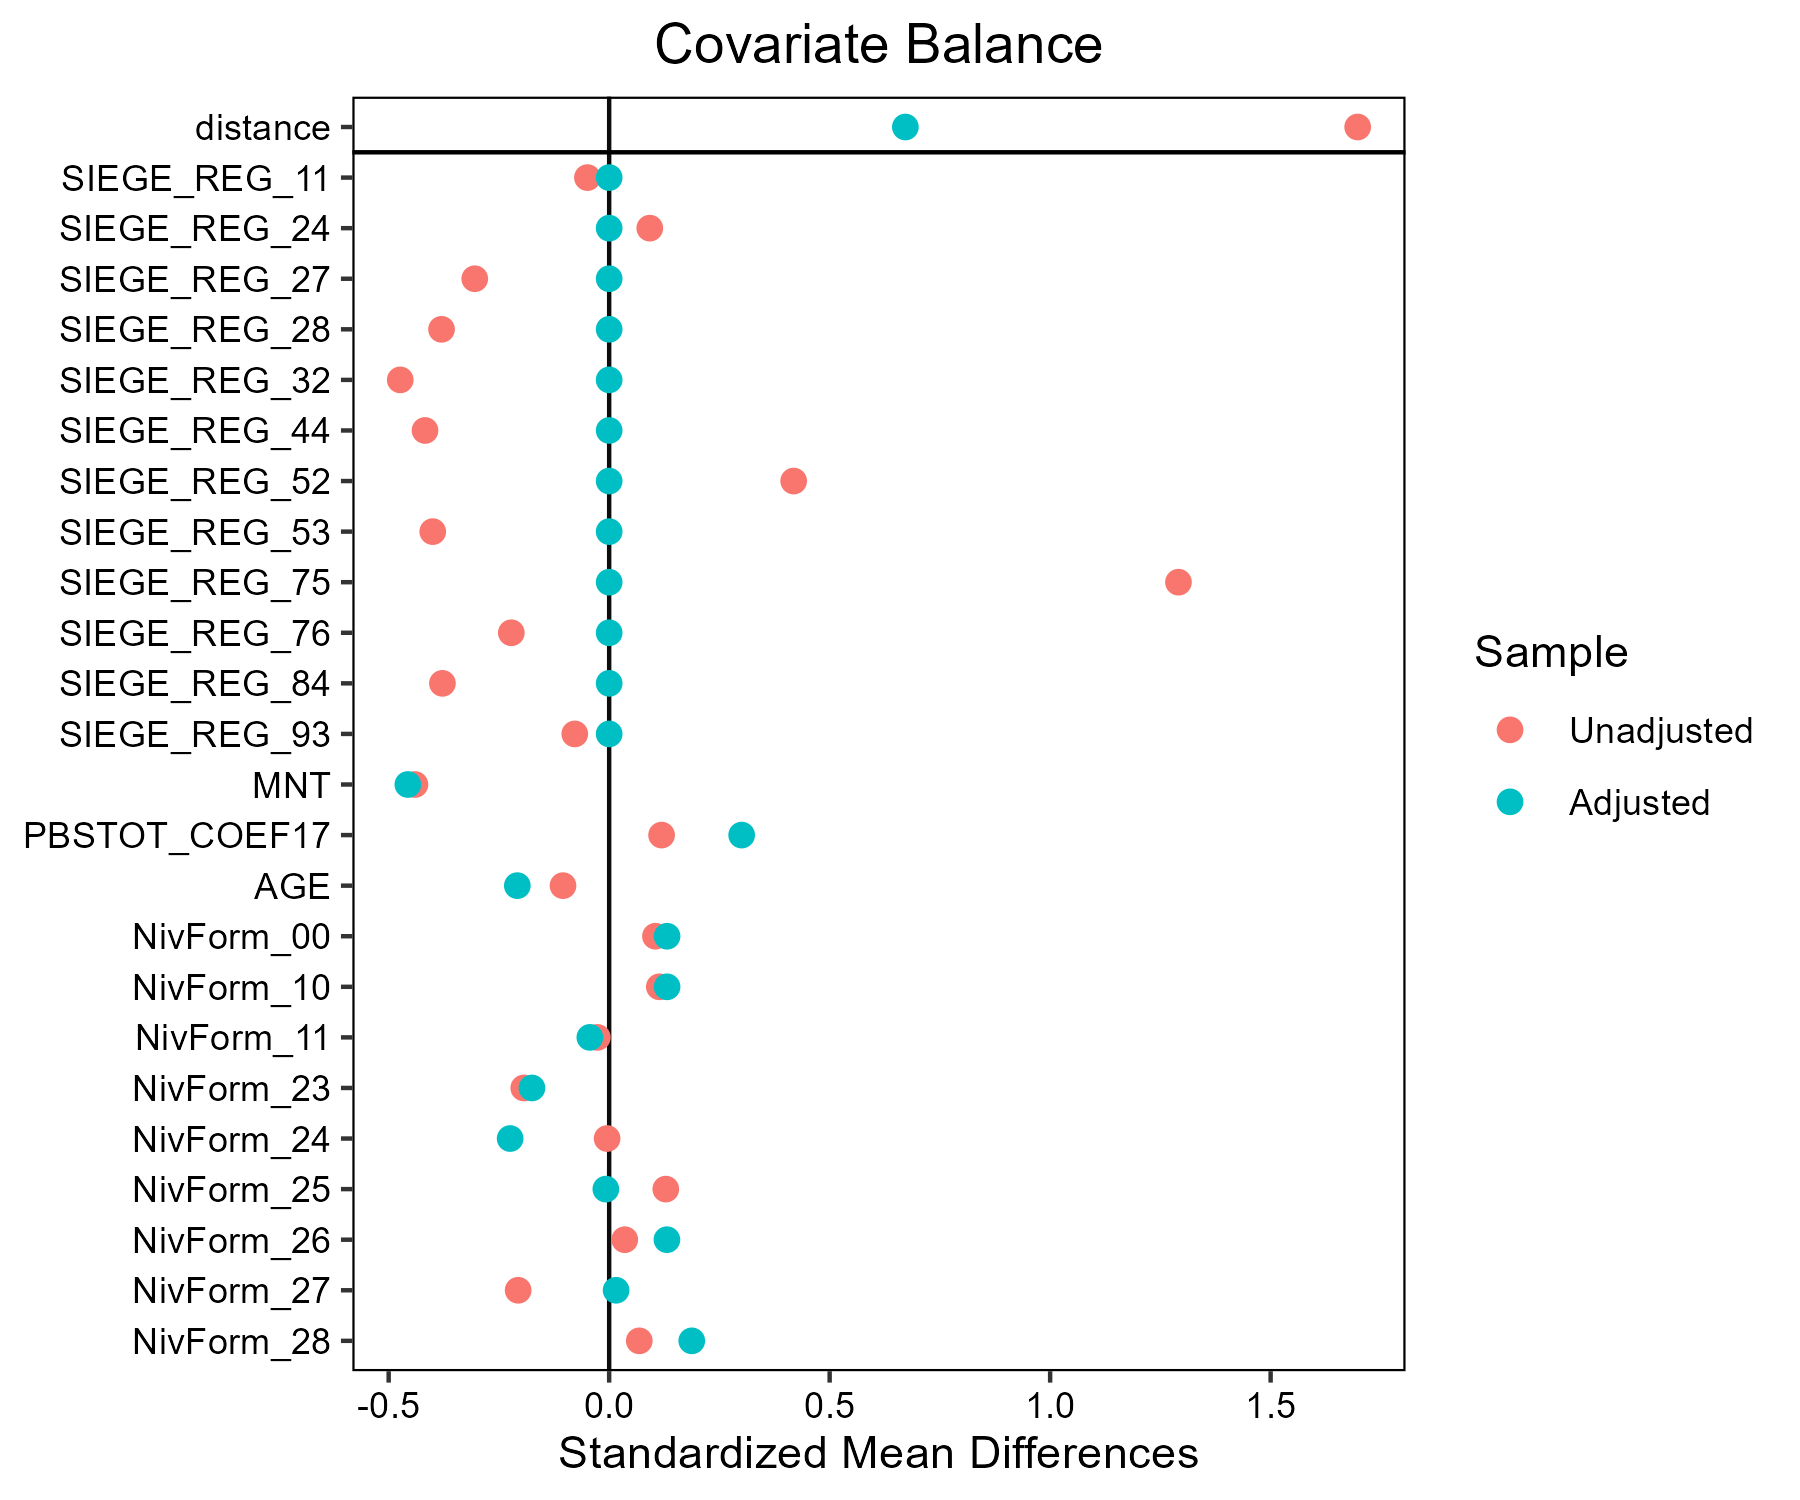 Covariate Balance
distance
SIEGE_REG_11
SIEGE_REG_24
SIEGE_REG_27
SIEGE_REG_28
SIEGE_REG_32
SIEGE_REG_44
SIEGE_REG_52
SIEGE_REG_53
SIEGE_REG_75
SIEGE_REG_76
SIEGE_REG_84
SIEGE_REG_93
MNT
PBSTOT_COEF17
AGE
NivForm_00
NivForm_10
NivForm_11
NivForm_23
NivForm_24
NivForm_25
NivForm_26
NivForm_27
NivForm_28
-0.5 0.0 0.5 1.0 1.5
Standardized Mean Differences
Sample
Unadjusted
Adjusted